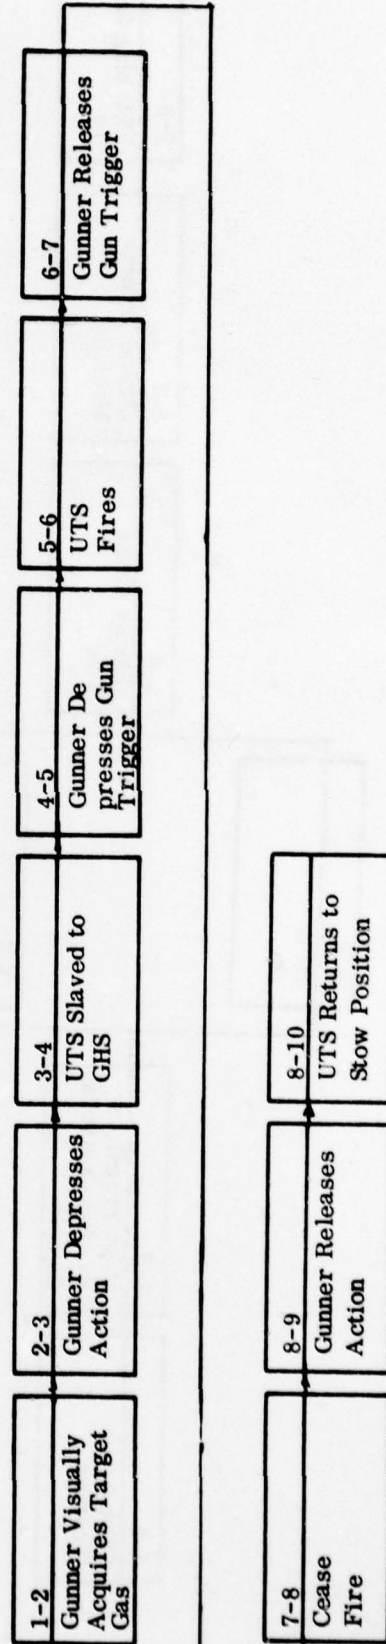 1-2
Gunner Visually
Acquires Target
Gas
2-3
Gunner Depresses
Action
3-4
UTS Slaved to
GHS
4-5
Gunner De
presses Gun
Trigger
5-6
UTS
Fires
6-7
Gunner Releases
Gun Trigger
7-8
Cease
Fire
8-9
Gunner Releases
Action
8-10
UTS Returns to
Stow Position